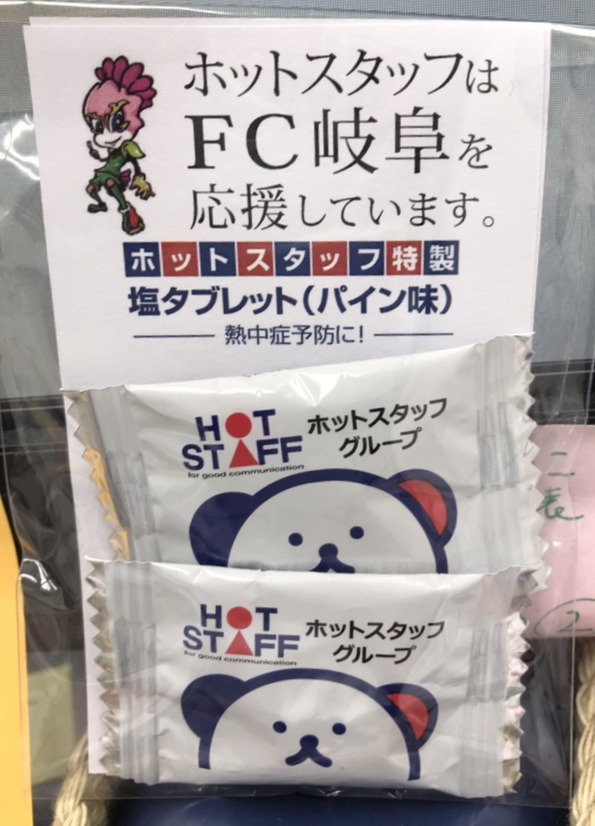 ホットスタッフは
FC岐阜を
応援しています。
ホットスタッフ特製
塩タブレット(パイン味)
熱中症予防に!
HOT
STAFF
for good communication
ホットスタッフ
グループ
HOT
STAFF
for good communication
ホットスタッフ
グループ
ニ
表
2